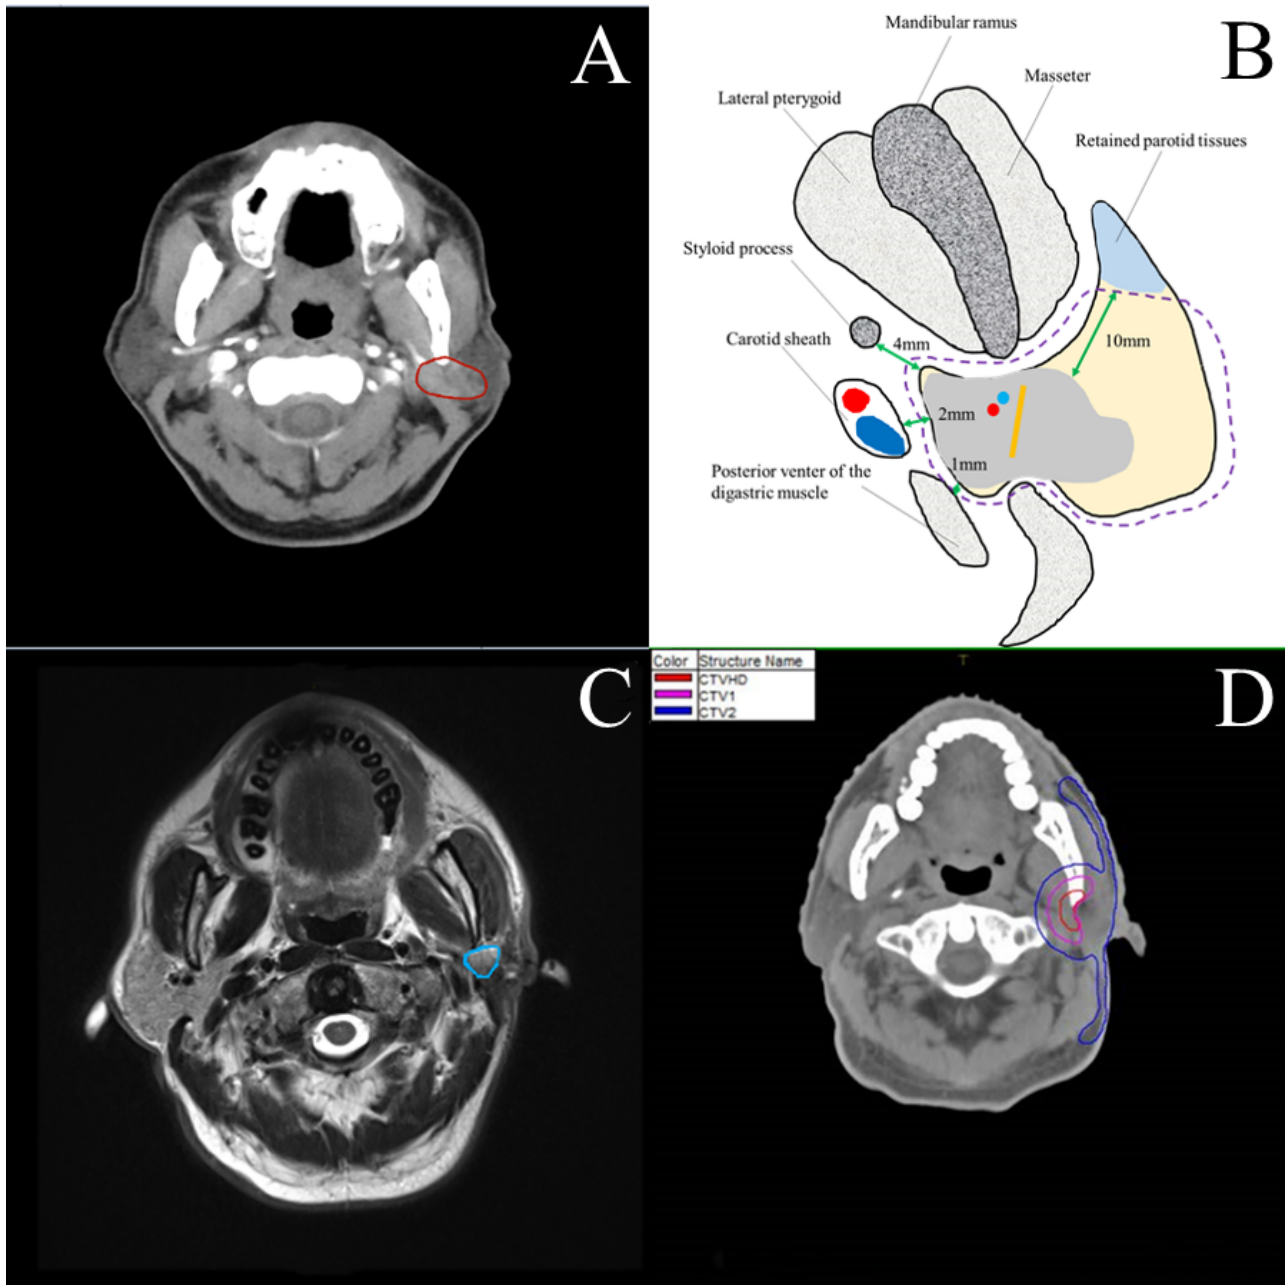 A
B
Mandibular ramus
Masseter
Lateral pterygoid
Retained parotid tissues
Styloid process
Carotid sheath
4mm
10mm
2mm
1mm
Posterior venter of the
digastric muscle
C
D
Color Structure Name
CTVHD
CTV1
CTV2
T